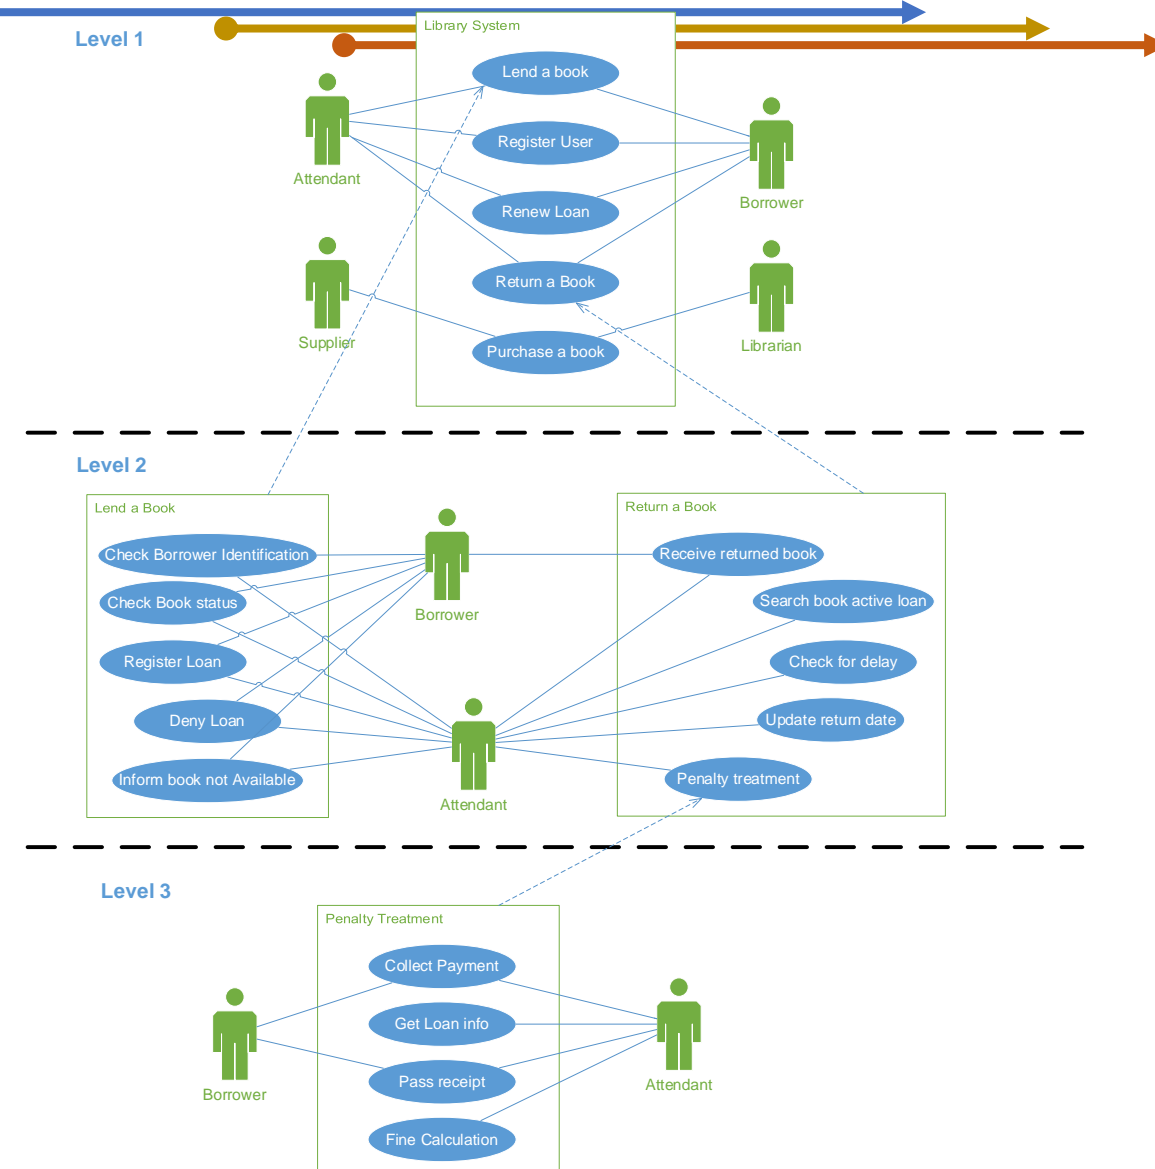 Level 1
Library System
Lend a book
Register User
Attendant
Renew Loan
Borrower
Return a Book
Supplier
Purchase a book
Librarian
Level 2
Lend a Book
Check Borrower Identification
Check Book status
Register Loan
Deny Loan
Inform book not Available
Borrower
Attendant
Return a Book
Receive returned book
Search book active loan
Check for delay
Update return date
Penalty treatment
Level 3
Penalty Treatment
Collect Payment
Get Loan info
Pass receipt
Fine Calculation
Borrower
Attendant